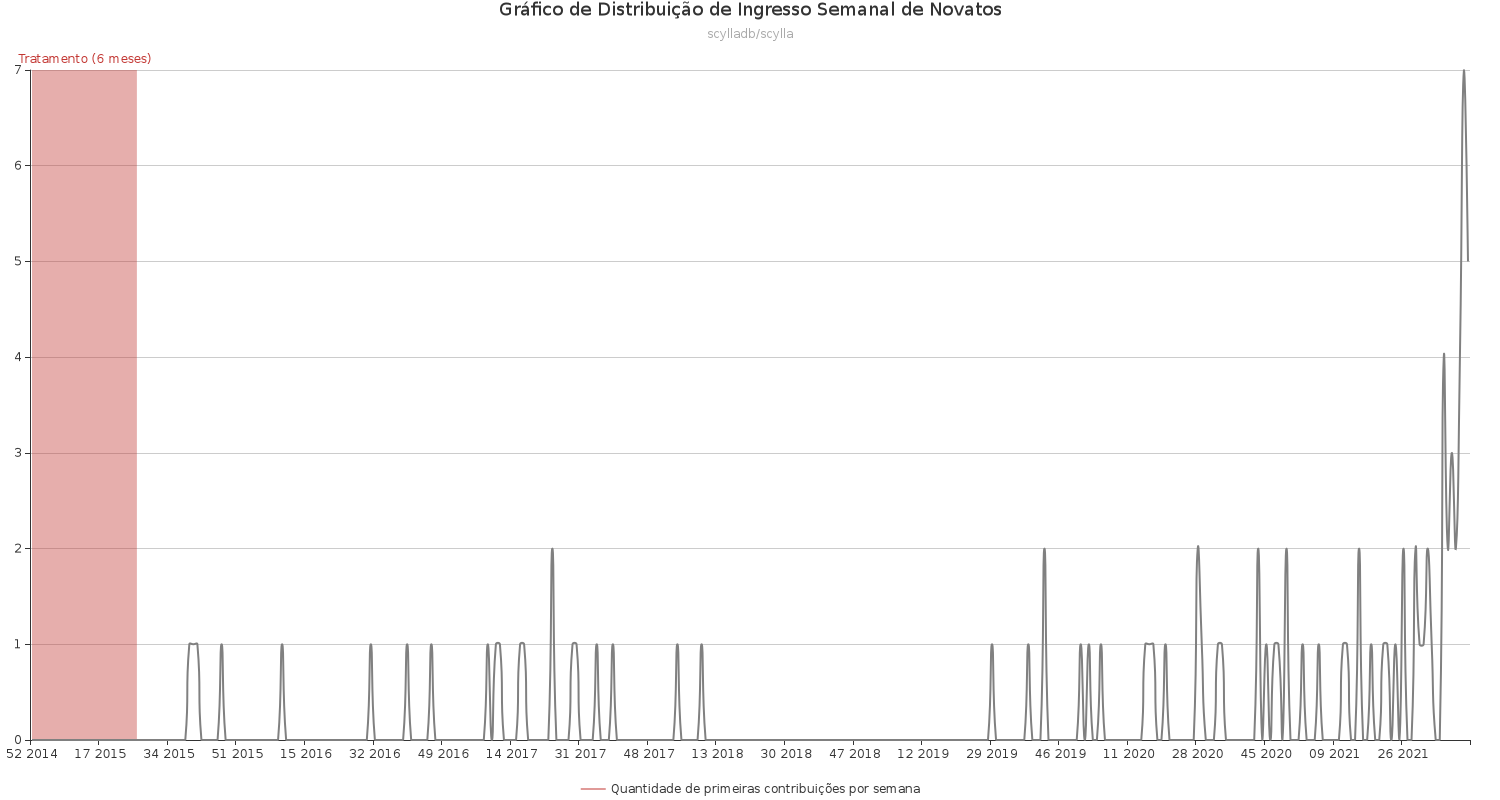 Gráfico de Distribuição de Ingresso Semanal de Novatos
scylladb/scylla
Tratamento (6 meses)
7
6
5
4
3
2
1
0
52 2014 17 2015 34 2015 51 2015 15 2016 32 2016 49 2016 14 2017 31 2017 48 2017 13 2018 30 2018 47 2018 12 2019 29 2019 46 2019 11 2020 28 2020 45 2020 09 2021 26 2021
Quantidade de primeiras contribuições por semana